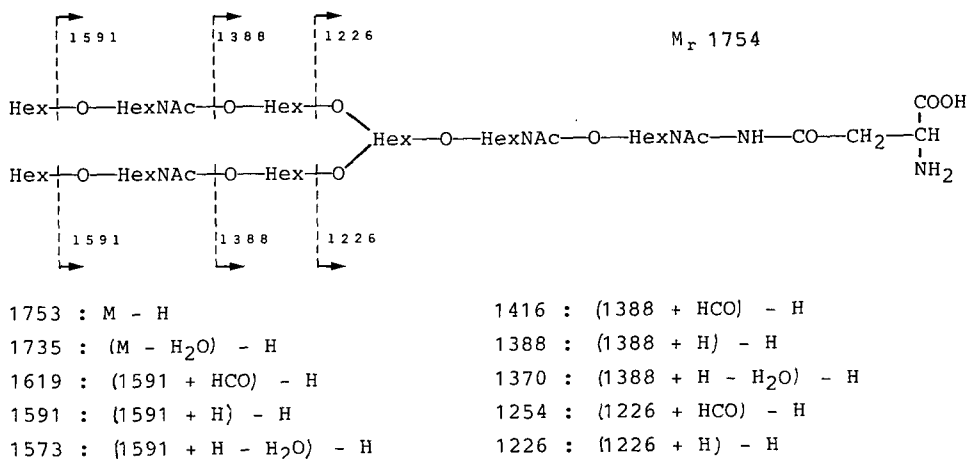 1591 1388 1226
Mr 1754
Hex—O—HexNAc—O—Hex—O
COOH
Hex—O—HexNAc—O—HexNAc—NH—CO—CH2—CH
NH2
Hex—O—HexNAc—O—Hex—O
1591 1388 1226
1753 : M - H
1735 : (M - H2O) - H
1619 : (1591 + HCO) - H
1591 : (1591 + H) - H
1573 : (1591 + H - H2O) - H
1416 : (1388 + HCO) - H
1388 : (1388 + H) - H
1370 : (1388 + H - H2O) - H
1254 : (1226 + HCO) - H
1226 : (1226 + H) - H